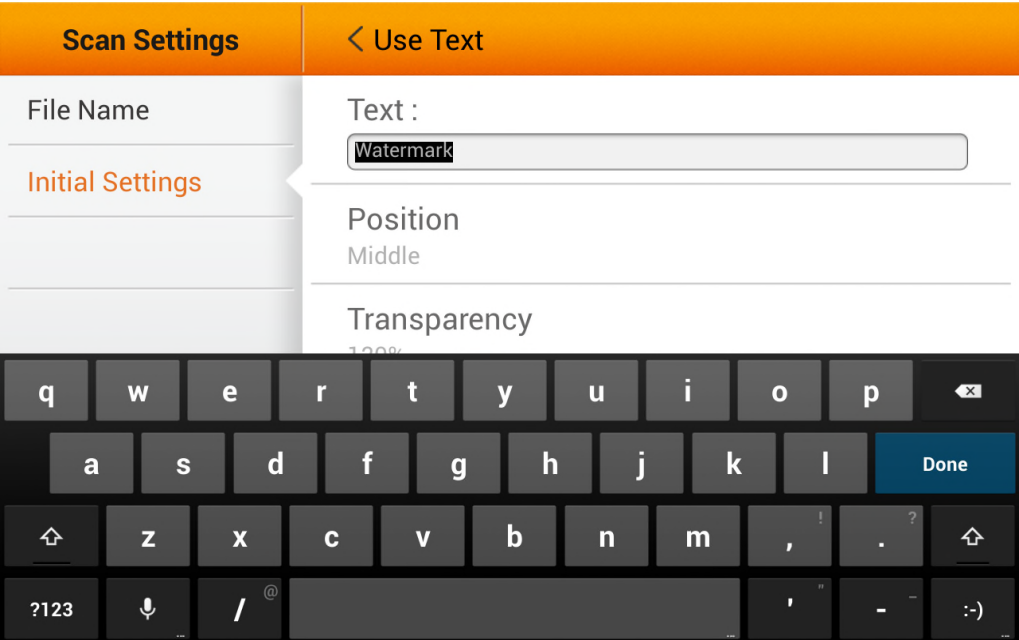 Scan Settings
Use Text
File Name
Initial Settings
Text :
Watermark
Position
Middle
Transparency
q w e r t y u i o p
a s d f g h j k l Done
z x c v b n m , ! . ?
?123 / @ ' " - _ :-)